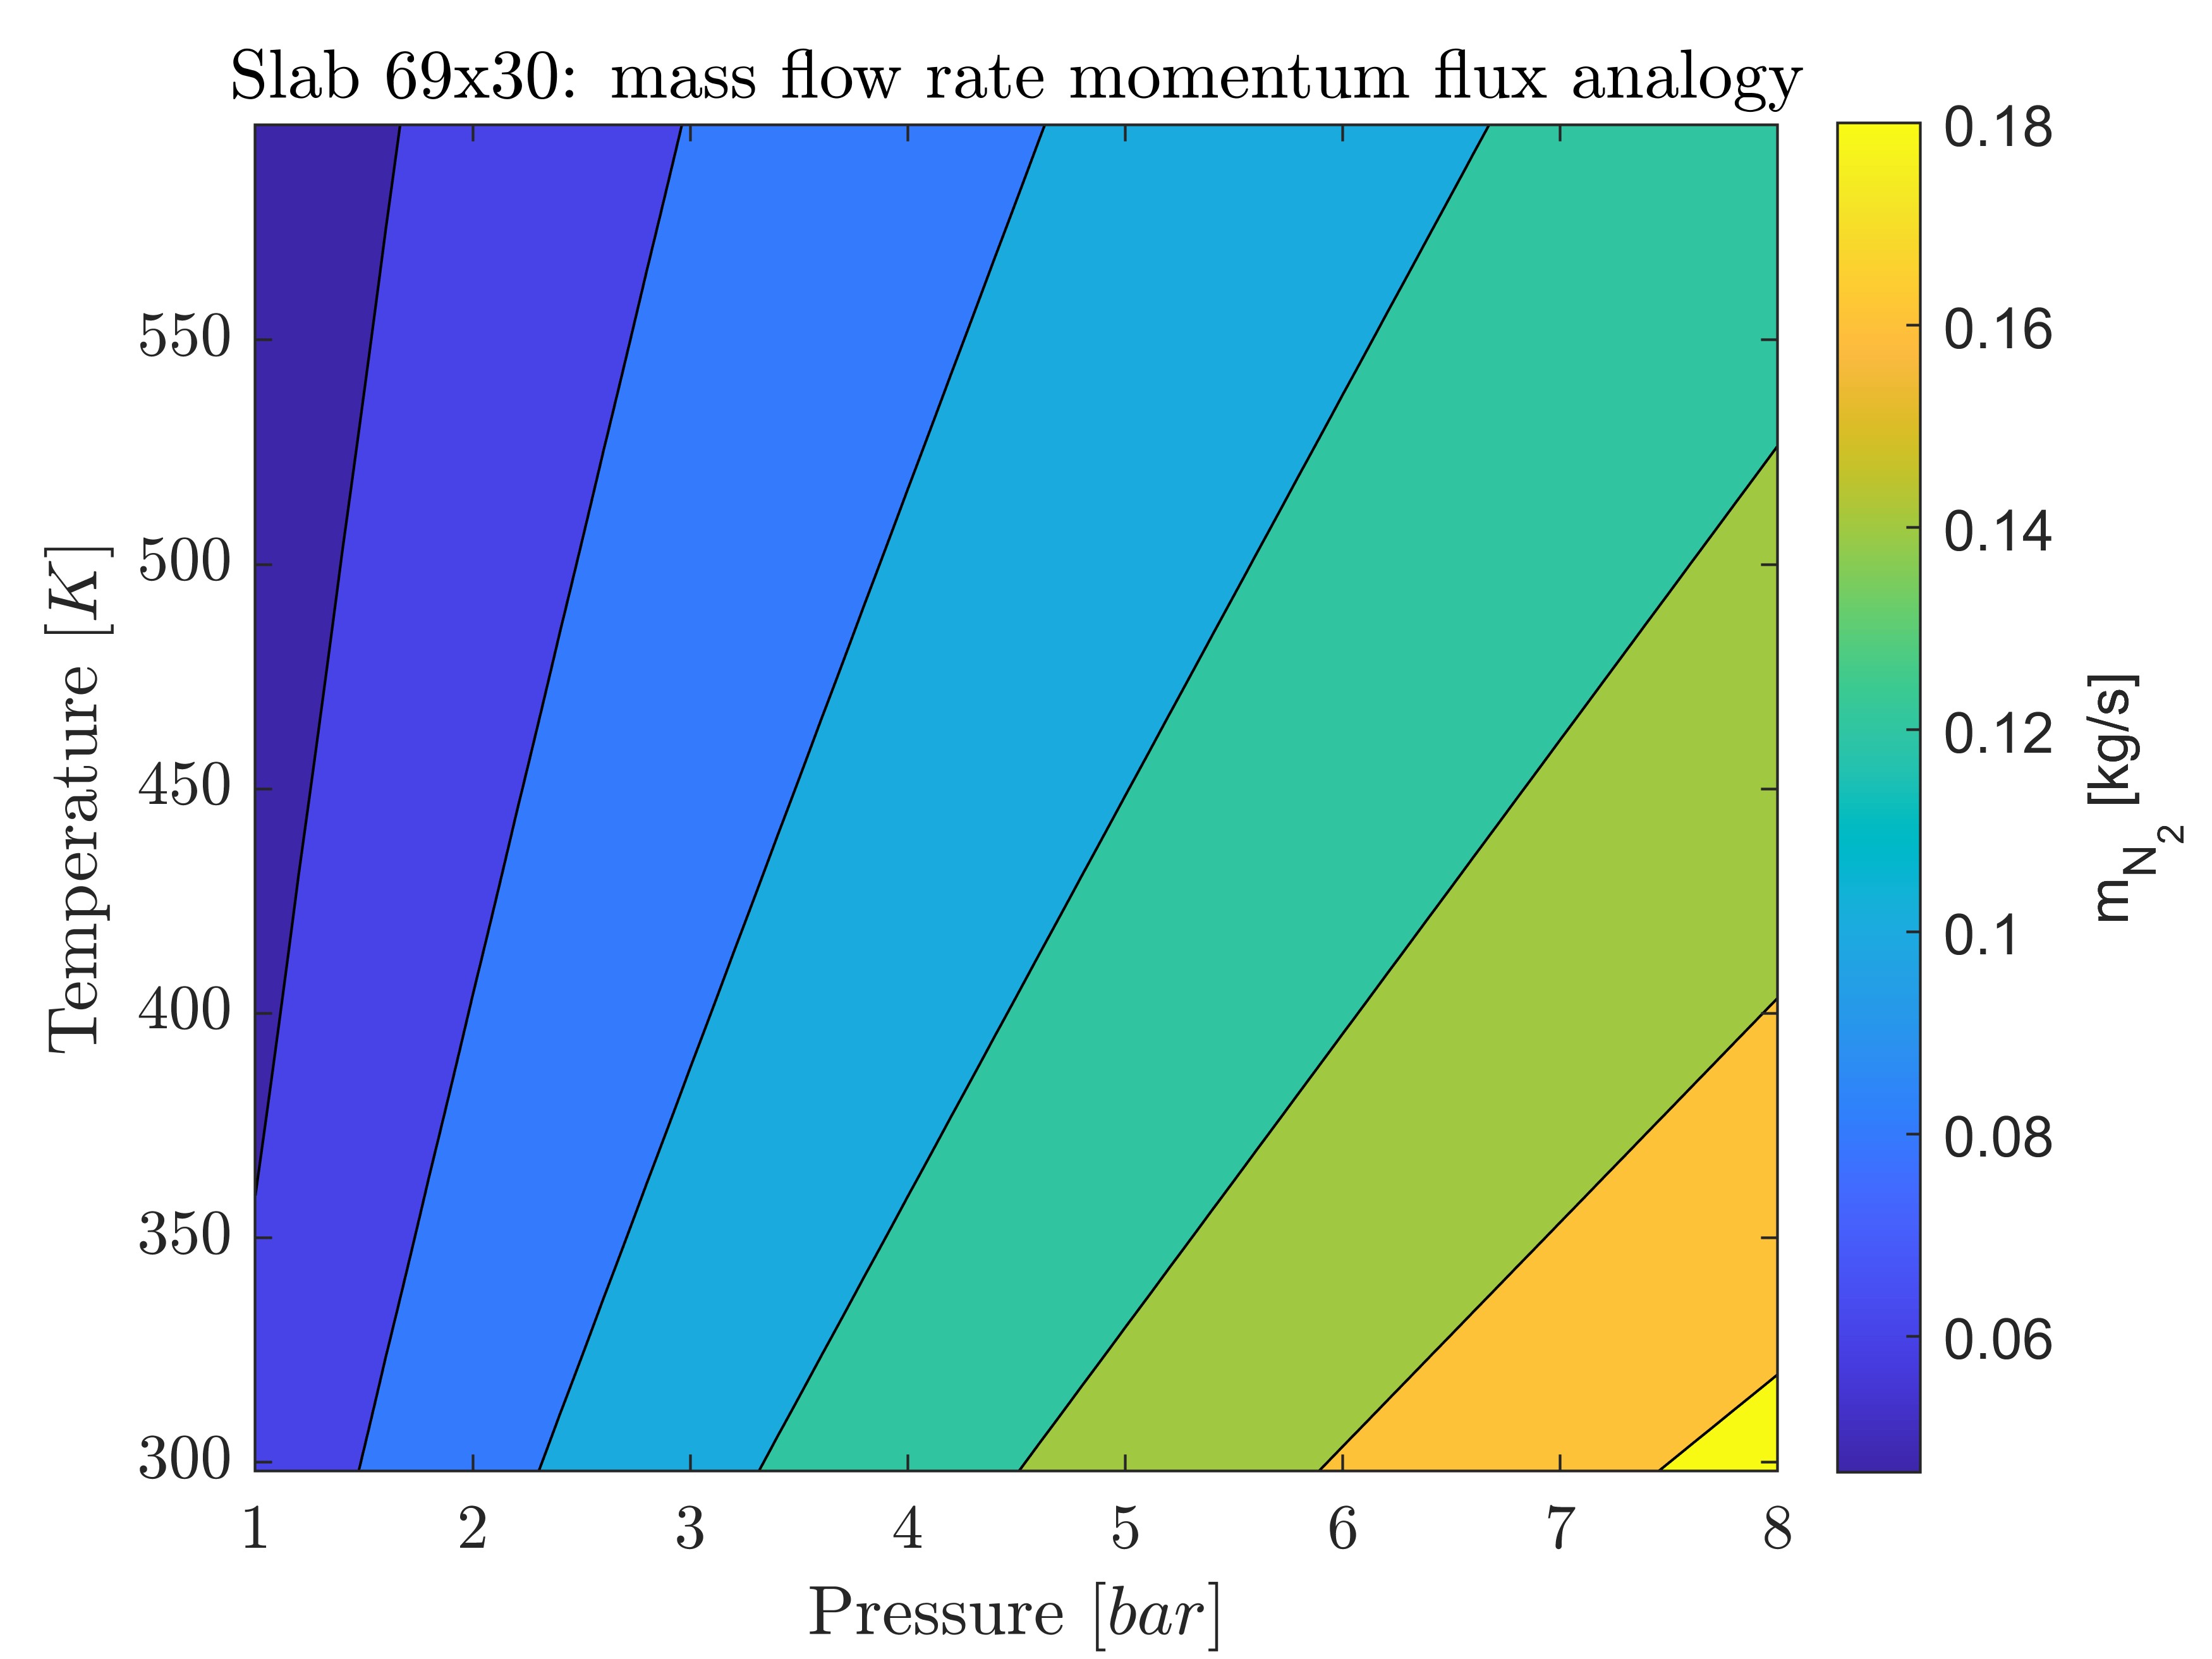 Slab 69x30: mass flow rate momentum flux analogy
Temperature [K]
550
500
450
400
350
300
1 2 3 4 5 6 7 8
Pressure [bar]
0.18
0.16
0.14
0.12
0.1
0.08
0.06
m_N_2 [kg/s]